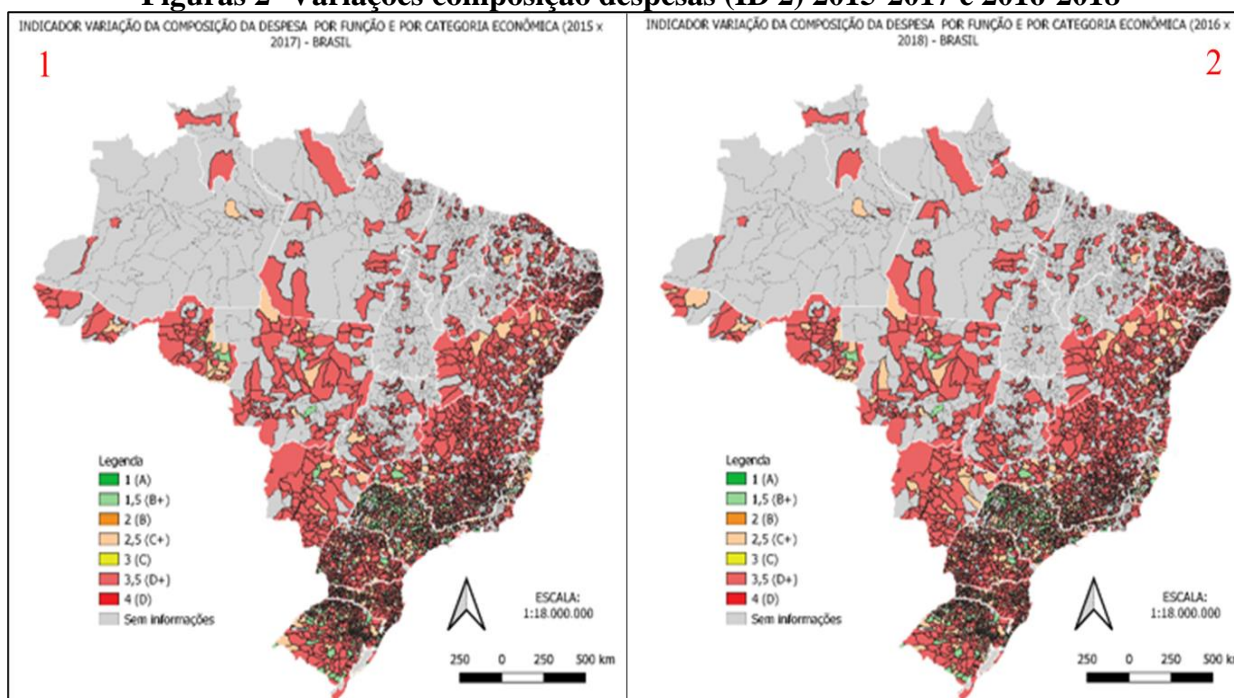 Figuras 2- Variações composição despesas (ID 2) 2015-2017 e 2016-2018
INDICADOR VARIAÇÃO DA COMPOSIÇÃO DA DESPESA POR FUNÇÃO E POR CATEGORIA ECONÔMICA (2015 x
2017) - BRASIL
1
Legenda
1 (A)
1,5 (B+)
2 (B)
2,5 (C+)
3 (C)
3,5 (D+)
4 (D)
Sem informações
ESCALA:
1:18.000.000
250 0 250 500 km
INDICADOR VARIAÇÃO DA COMPOSIÇÃO DA DESPESA POR FUNÇÃO E POR CATEGORIA ECONÔMICA (2016 x
2018) - BRASIL
2
Legenda
1 (A)
1,5 (B+)
2 (B)
2,5 (C+)
3 (C)
3,5 (D+)
4 (D)
Sem informações
ESCALA:
1:18.000.000
250 0 250 500 km